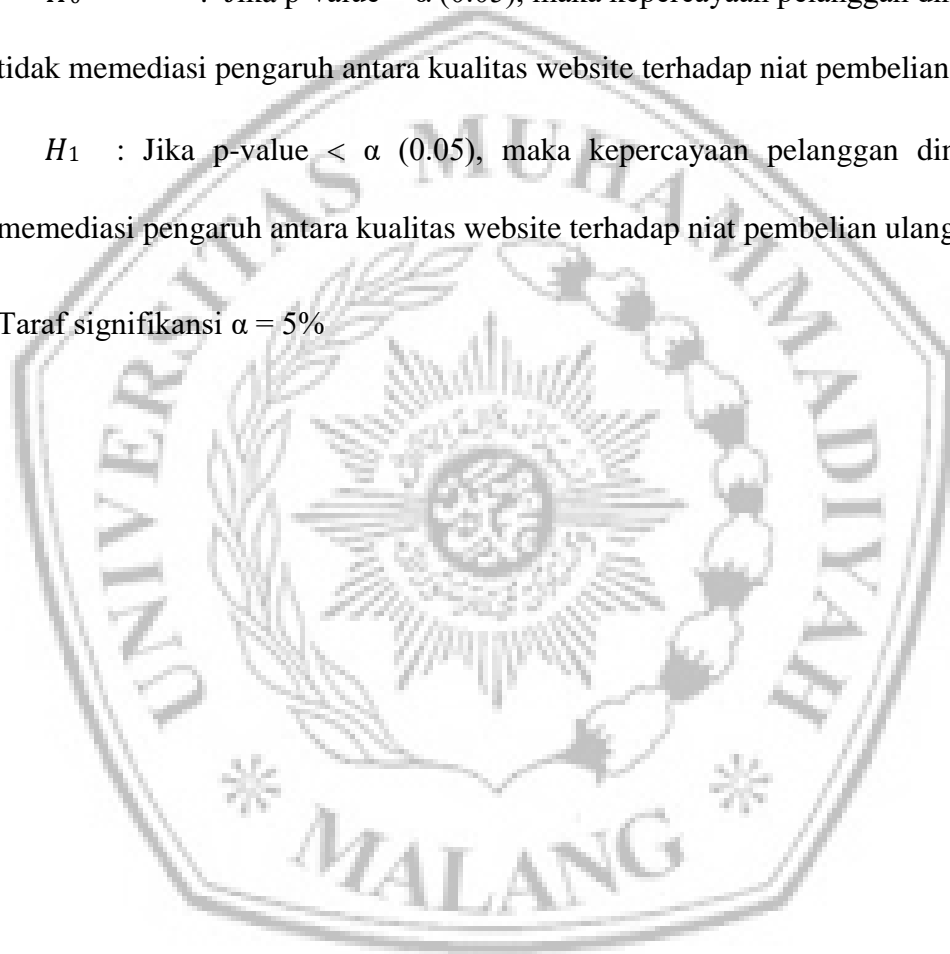 tidak memediasi pengaruh antara kualitas website terhadap niat pembelian
H1 : Jika p-value < α (0.05), maka kepercayaan pelanggan
memediasi pengaruh antara kualitas website terhadap niat pembelian ulang
Taraf signifikansi α = 5%
UNIVERSITAS MUHAMMADIYAH
MALANG